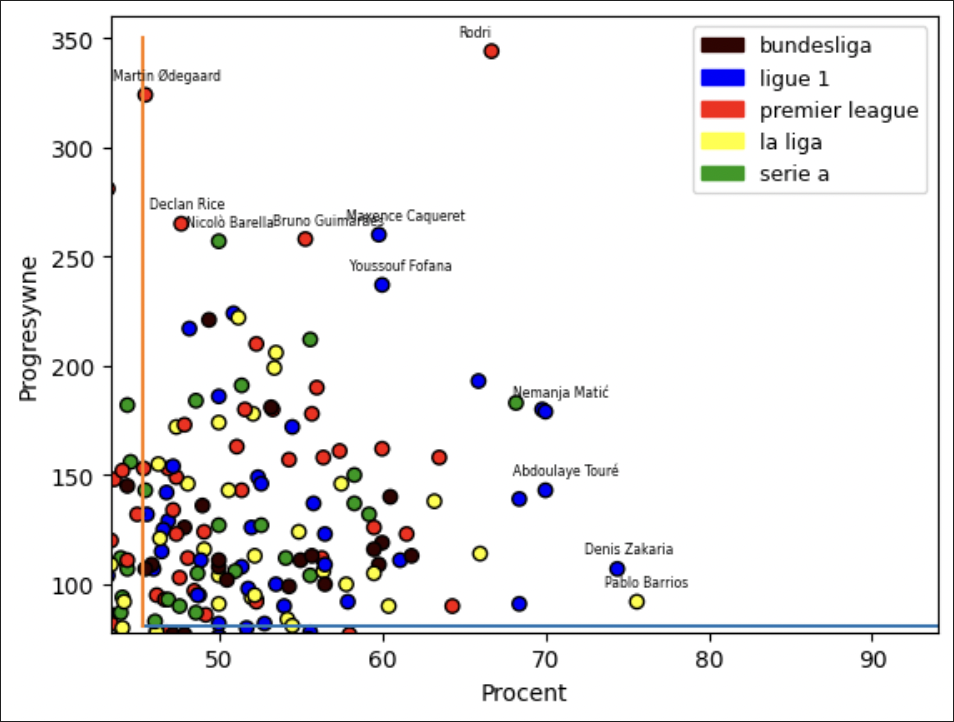 350
Rodri
bundesliga
ligue 1
premier league
la liga
serie a
Martin Ødegaard
300
Declan Rice
Nicolò Barella
Bruno Guimarães
Maxence Caqueret
250
Youssouf Fofana
Progresywne
200
Nemanja Matić
150
Abdoulaye Touré
Denis Zakaria
100
Pablo Barrios
50 60 70 80 90
Procent